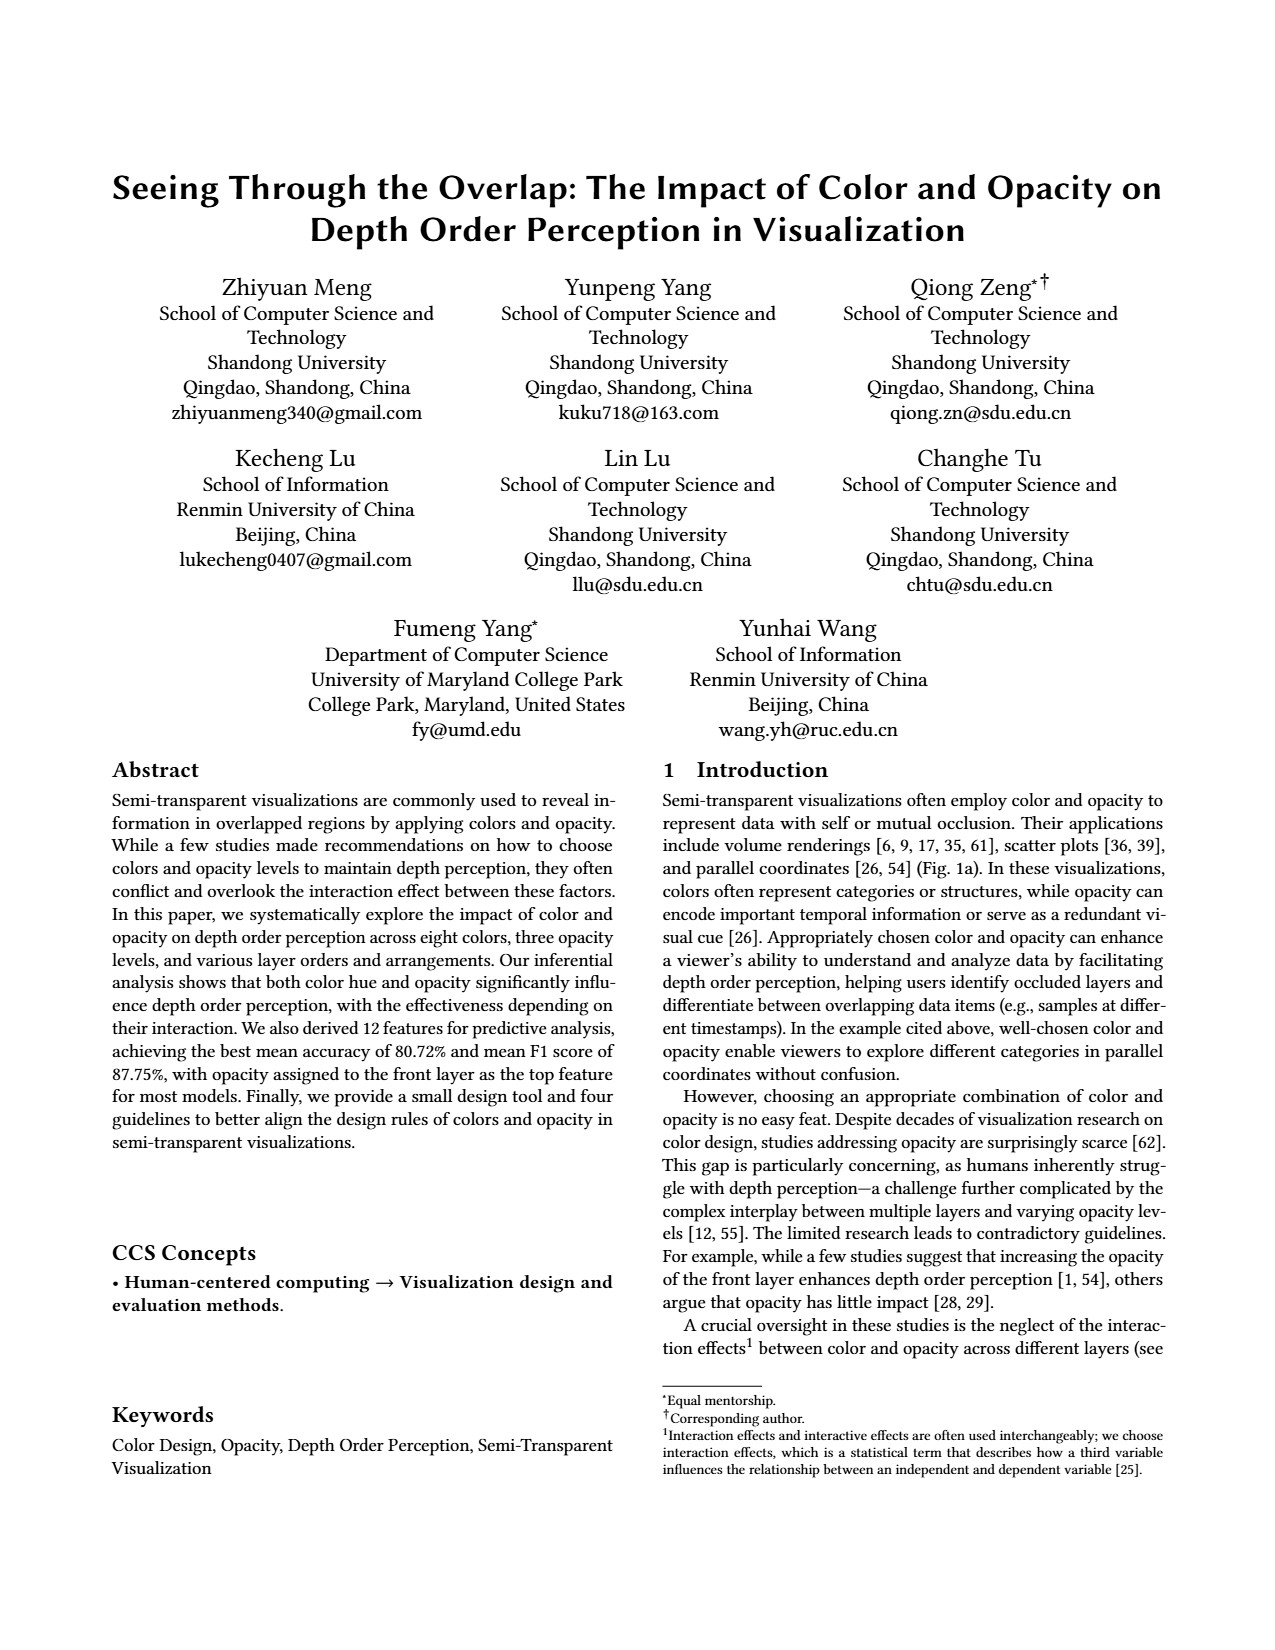 Seeing Through the Overlap: The Impact of Color and Opacity on
Depth Order Perception in Visualization
Zhiyuan Meng
School of Computer Science and
Technology
Shandong University
Qingdao, Shandong, China
zhiyuanmeng340@gmail.com
Yunpeng Yang
School of Computer Science and
Technology
Shandong University
Qingdao, Shandong, China
kuku718@163.com
Qiong Zeng*†
School of Computer Science and
Technology
Shandong University
Qingdao, Shandong, China
qiong.zn@sdu.edu.cn
Kecheng Lu
School of Information
Renmin University of China
Beijing, China
lukecheng0407@gmail.com
Lin Lu
School of Computer Science and
Technology
Shandong University
Qingdao, Shandong, China
llu@sdu.edu.cn
Changhe Tu
School of Computer Science and
Technology
Shandong University
Qingdao, Shandong, China
chtu@sdu.edu.cn
Fumeng Yang*
Department of Computer Science
University of Maryland College Park
College Park, Maryland, United States
fy@umd.edu
Yunhai Wang
School of Information
Renmin University of China
Beijing, China
wang.yh@ruc.edu.cn
Abstract
Semi-transparent visualizations are commonly used to reveal in-
formation in overlapped regions by applying colors and opacity.
While a few studies made recommendations on how to choose
colors and opacity levels to maintain depth perception, they often
conflict and overlook the interaction effect between these factors.
In this paper, we systematically explore the impact of color and
opacity on depth order perception across eight colors, three opacity
levels, and various layer orders and arrangements. Our inferential
analysis shows that both color hue and opacity significantly influ-
ence depth order perception, with the effectiveness depending on
their interaction. We also derived 12 features for predictive analysis,
achieving the best mean accuracy of 80.72% and mean F1 score of
87.75%, with opacity assigned to the front layer as the top feature
for most models. Finally, we provide a small design tool and four
guidelines to better align the design rules of colors and opacity in
semi-transparent visualizations.
CCS Concepts
• Human-centered computing → Visualization design and
evaluation methods.
Keywords
Color Design, Opacity, Depth Order Perception, Semi-Transparent
Visualization
1 Introduction
Semi-transparent visualizations often employ color and opacity to
represent data with self or mutual occlusion. Their applications
include volume renderings [6, 9, 17, 35, 61], scatter plots [36, 39],
and parallel coordinates [26, 54] (Fig. 1a). In these visualizations,
colors often represent categories or structures, while opacity can
encode important temporal information or serve as a redundant vi-
sual cue [26]. Appropriately chosen color and opacity can enhance
a viewer's ability to understand and analyze data by facilitating
depth order perception, helping users identify occluded layers and
differentiate between overlapping data items (e.g., samples at differ-
ent timestamps). In the example cited above, well-chosen color and
opacity enable viewers to explore different categories in parallel
coordinates without confusion.
However, choosing an appropriate combination of color and
opacity is no easy feat. Despite decades of visualization research on
color design, studies addressing opacity are surprisingly scarce [62].
This gap is particularly concerning, as humans inherently strug-
gle with depth perception—a challenge further complicated by the
complex interplay between multiple layers and varying opacity lev-
els [12, 55]. The limited research leads to contradictory guidelines.
For example, while a few studies suggest that increasing the opacity
of the front layer enhances depth order perception [1, 54], others
argue that opacity has little impact [28, 29].
A crucial oversight in these studies is the neglect of the interac-
tion effects1 between color and opacity across different layers (see
*Equal mentorship.
†Corresponding author.
1Interaction effects and interactive effects are often used interchangeably; we choose
interaction effects, which is a statistical term that describes how a third variable
influences the relationship between an independent and dependent variable [25].